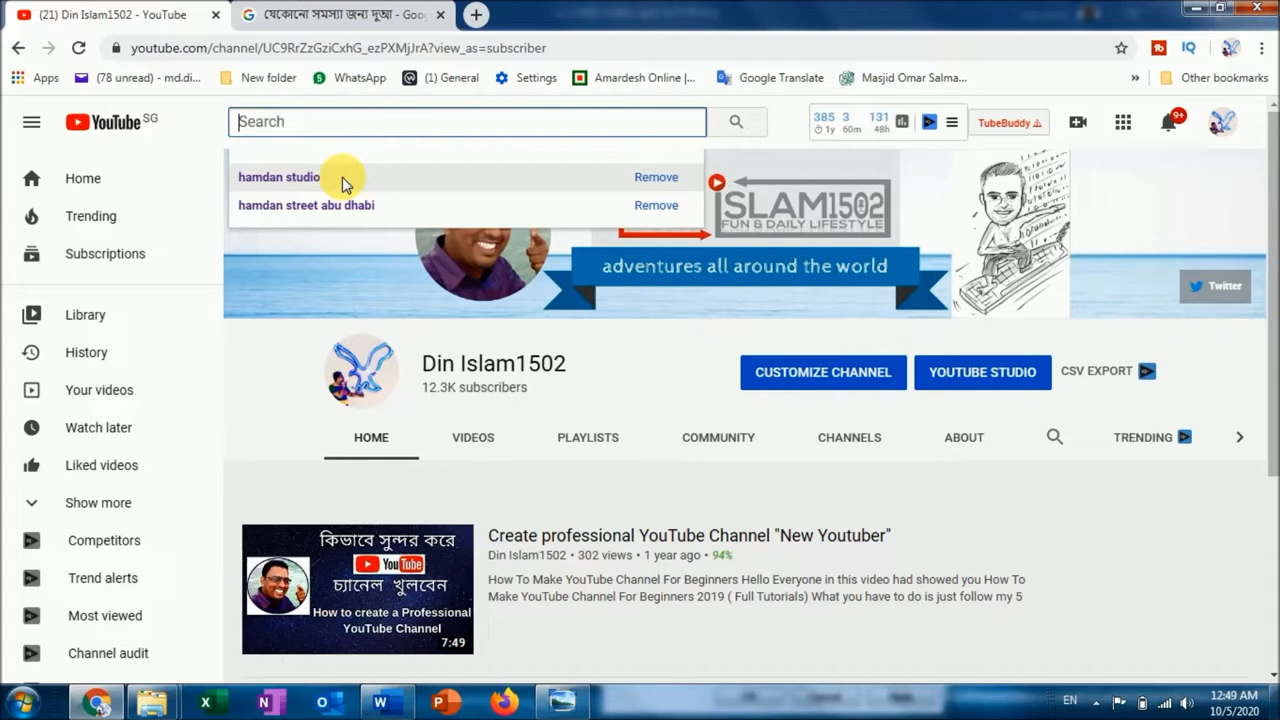 (21) Din Islam1502 - YouTube
যেকোনো সমস্যা জন্য দুআ - Goo
youtube.com/channel/UC9RrZzGziCxhG_ezPXMjJrA?view_as=subscriber
Apps
(78 unread) - md.di...
New folder
WhatsApp
(1) General
Settings
Amardesh Online |...
Google Translate
Masjid Omar Salma...
»
Other bookmarks
YouTube SG
Search
385 3 131
1y 60m 48h
TubeBuddy
9+
hamdan studio
Remove
hamdan street abu dhabi
Remove
Home
Trending
Subscriptions
Library
History
Your videos
Watch later
Liked videos
Show more
Competitors
Trend alerts
Most viewed
Channel audit
ISLAM1502
FUN & DAILY LIFESTYLE
adventures all around the world
Twitter
Din Islam1502
12.3K subscribers
CUSTOMIZE CHANNEL
YOUTUBE STUDIO
CSV EXPORT
HOME
VIDEOS
PLAYLISTS
COMMUNITY
CHANNELS
ABOUT
TRENDING
কিভাবে সুন্দর করে
YouTube
চ্যানেল খুলবেন
How to create a Professional
YouTube Channel
7:49
Create professional YouTube Channel "New Youtuber"
Din Islam1502 • 302 views • 1 year ago • 94%
How To Make YouTube Channel For Beginners Hello Everyone in this video had showed you How To
Make YouTube Channel For Beginners 2019 ( Full Tutorials) What you have to do is just follow my 5
EN
12:49 AM
10/5/2020